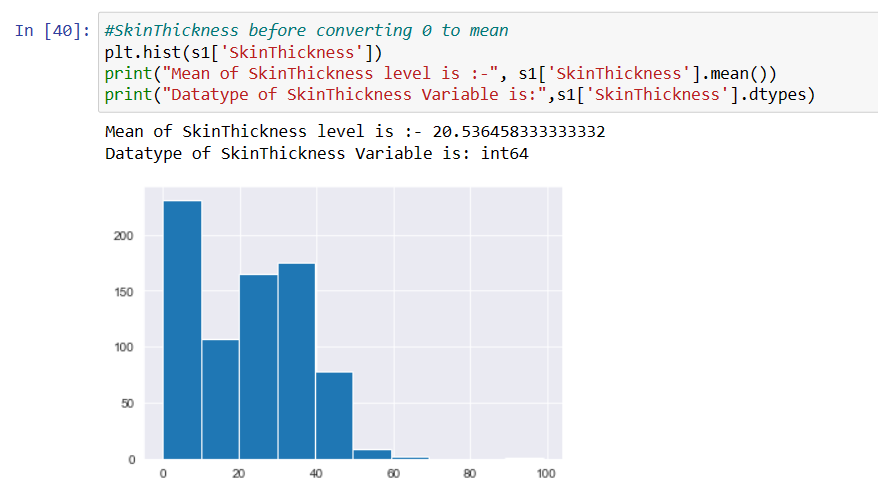 In [40]: #SkinThickness before converting 0 to mean
plt.hist(s1['SkinThickness'])
print("Mean of SkinThickness level is :-", s1['SkinThickness'].mean())
print("Datatype of SkinThickness Variable is:",s1['SkinThickness'].dtypes)
Mean of SkinThickness level is :- 20.536458333333332
Datatype of SkinThickness Variable is: int64
200
150
100
50
0
0 20 40 60 80 100